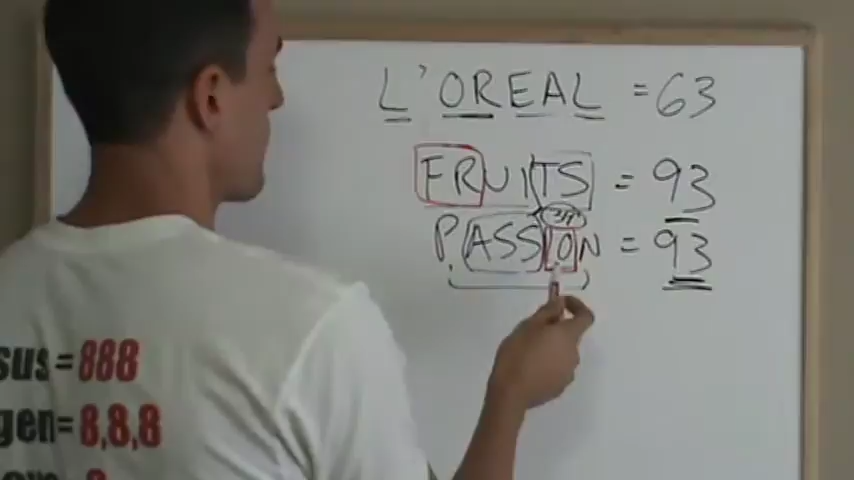 L'OREAL = 63
FRUITS = 93
PASSION = 93
sus=888
gen=8,8,8